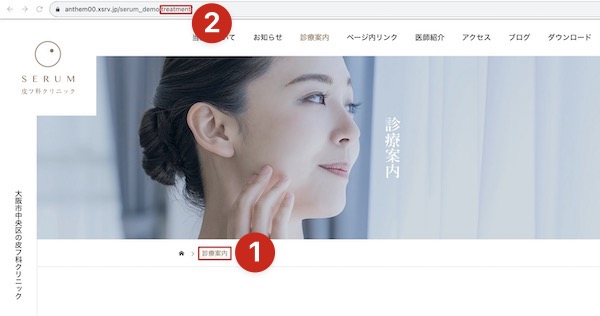 anthem00.xsrv.jp/serum_demo/treatment
2
当 いて お知らせ 診療案内 ページ内リンク 医師紹介 アクセス ブログ ダウンロード
SERUM
皮フ科クリニック
診療案内
大阪市中央区の皮フ科クリニック
診療案内
1